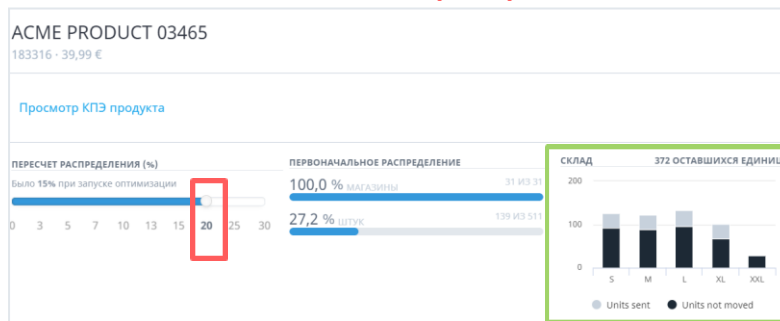 ACME PRODUCT 03465
183316 · 39,99 €
Просмотр КПЭ продукта
ПЕРЕСЧЕТ РАСПРЕДЕЛЕНИЯ (%)
Было 15% при запуске оптимизации
0 3 5 7 10 13 15 20 25 30
ПЕРВОНАЧАЛЬНОЕ РАСПРЕДЕЛЕНИЕ
100,0 % МАГАЗИНЫ 31 ИЗ 31
27,2 % ШТУК 139 ИЗ 511
СКЛАД 372 ОСТАВШИХСЯ ЕДИНИЦ
200
100
0
S M L XL XXL
Units sent Units not moved